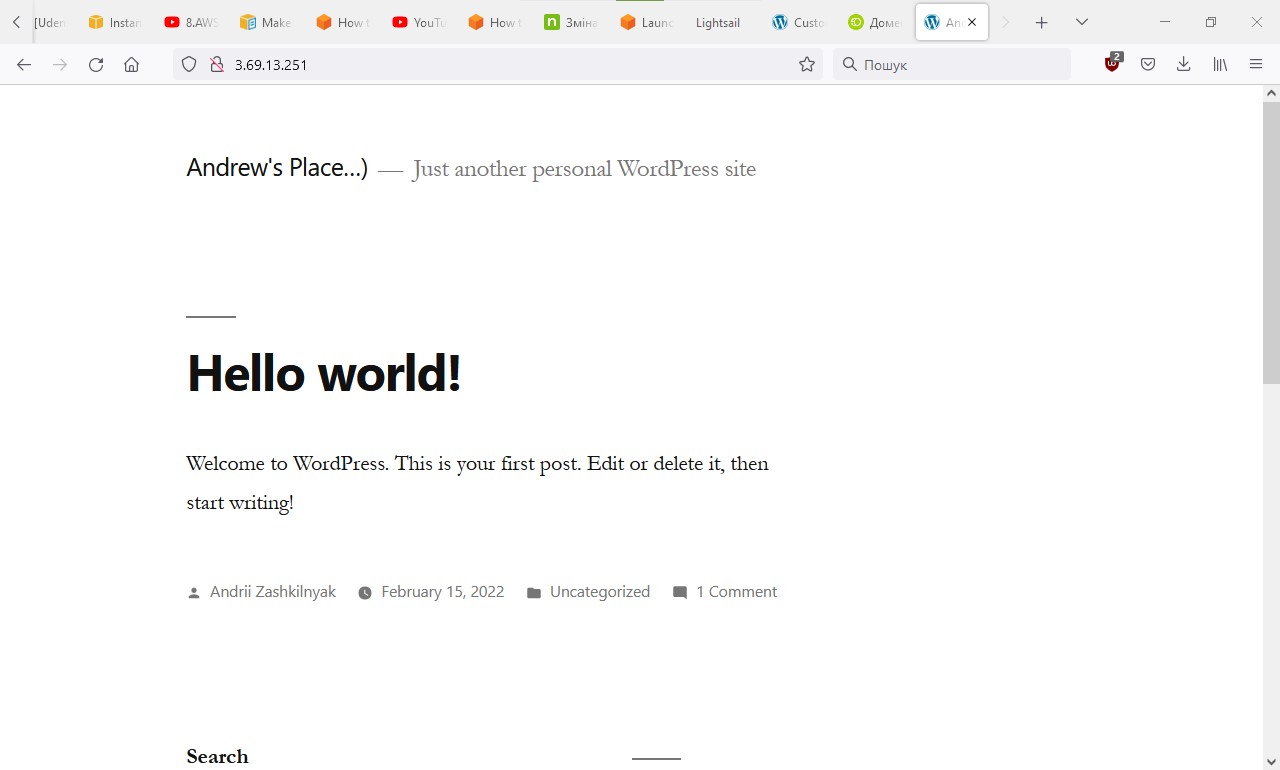 [Uden Instan 8.AWS Make How t YouTu How t Зміна Launc Lightsail Custo Доме An
3.69.13.251 Пошук 2
Andrew's Place...) — Just another personal WordPress site
Hello world!
Welcome to WordPress. This is your first post. Edit or delete it, then
start writing!
Andrii Zashkilnyak February 15, 2022 Uncategorized 1 Comment
Search